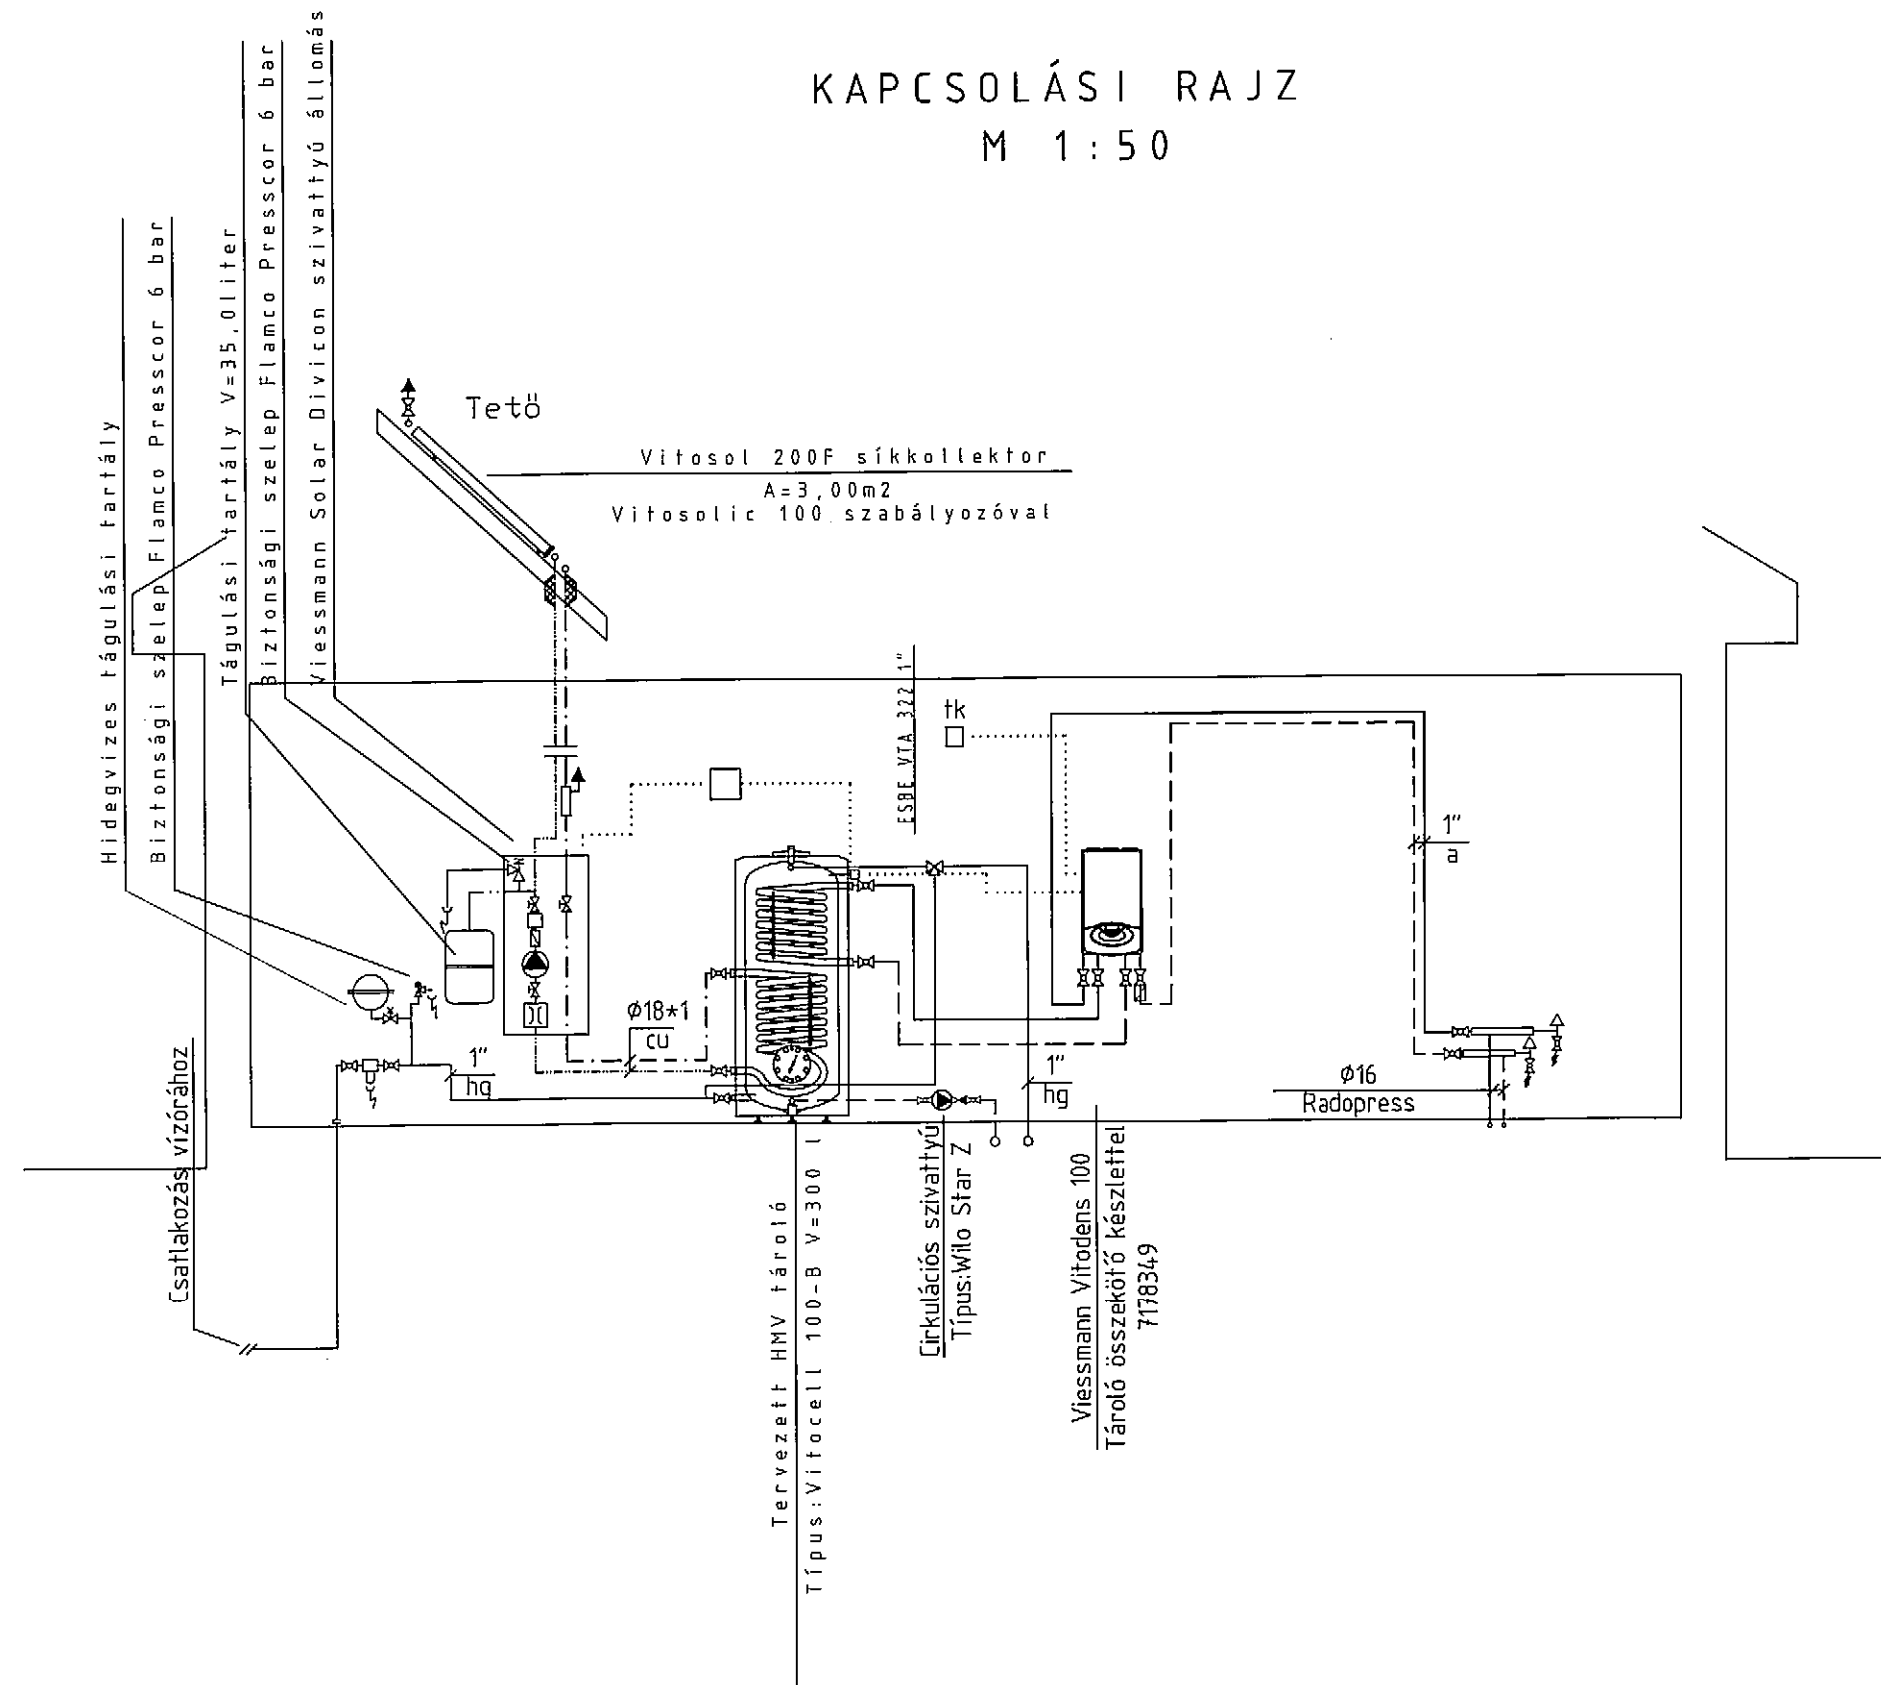 KAPCSOLÁSI RAJZ
M 1:50
Hidegvizes tágulási tartály
Biztonsági szelep Flamco Presscor 6 bar
Tágulási tartály V=35,0liter
Biztonsági szelep Flamco Presscor 6 bar
Viessmann Solar Divicon szivattyú állomás
Tető
Vitosol 200F síkkollektor
A=3,00m2
Vitosolic 100 szabályozóval
ESBE VTA 322 1"
tk
1"
a
Ø18*1
cu
1"
hg
1"
hg
Ø16
Radopress
Csatlakozás vízórához
Tervezett HMV tároló
Típus:Vitocell 100-B V=300 l
Cirkulációs szivattyú
Típus:Wilo Star Z
Viessmann Vitodens 100
Tároló összekötő készlettel
7178349